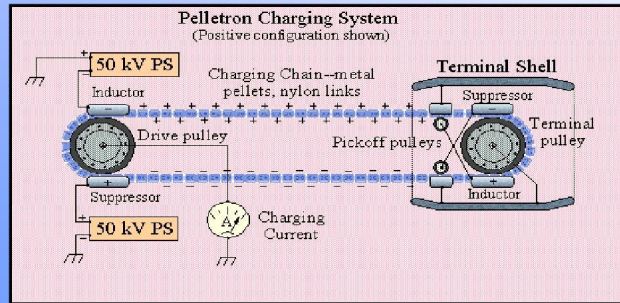 Pelletron Charging System
(Positive configuration shown)
+
50 kV PS
-
Inductor
-
Charging Chain--metal
pellets, nylon links
Terminal Shell
Suppressor
-
Drive pulley
Pickoff pulleys
Terminal
pulley
+
Suppressor
+
Inductor
+
50 kV PS
-
A
Charging
Current